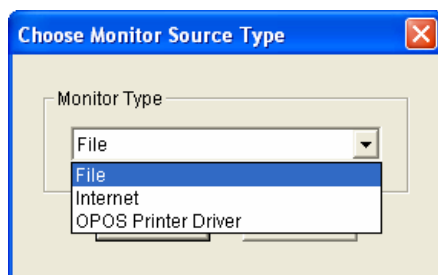 Choose Monitor Source Type
Monitor Type
File
File
Internet
OPOS Printer Driver